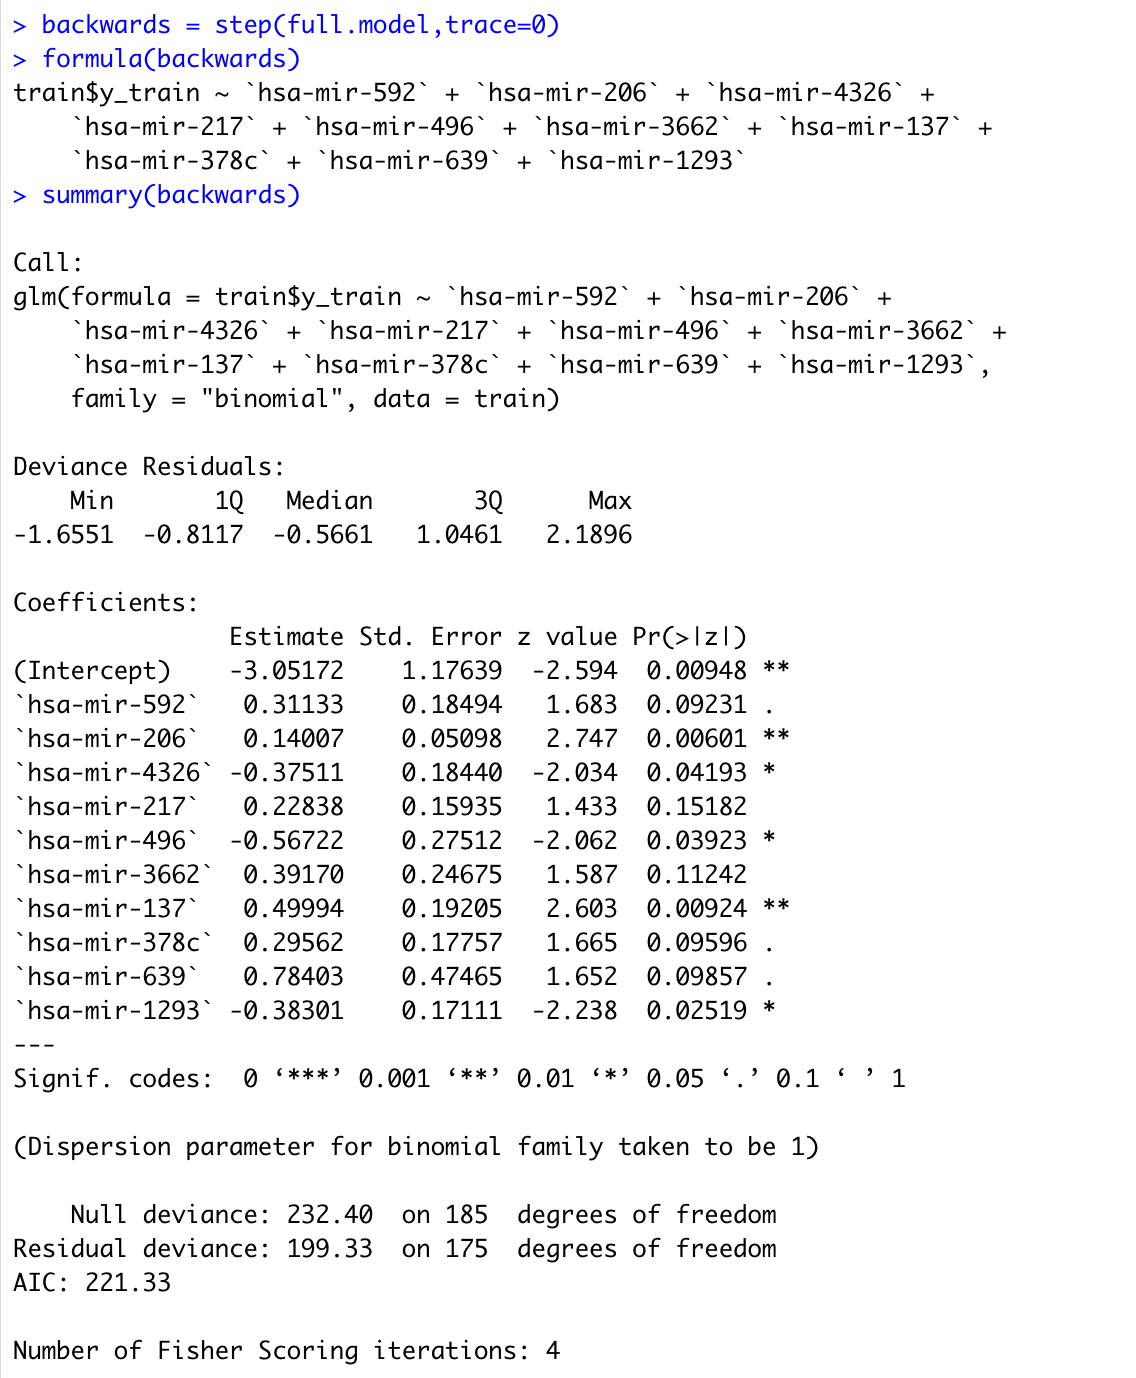 > backwards = step(full.model,trace=0)
> formula(backwards)
train$y_train ~ `hsa-mir-592` + `hsa-mir-206` + `hsa-mir-4326` +
    `hsa-mir-217` + `hsa-mir-496` + `hsa-mir-3662` + `hsa-mir-137` +
    `hsa-mir-378c` + `hsa-mir-639` + `hsa-mir-1293`
> summary(backwards)

Call:
glm(formula = train$y_train ~ `hsa-mir-592` + `hsa-mir-206` +
    `hsa-mir-4326` + `hsa-mir-217` + `hsa-mir-496` + `hsa-mir-3662` +
    `hsa-mir-137` + `hsa-mir-378c` + `hsa-mir-639` + `hsa-mir-1293`,
    family = "binomial", data = train)

Deviance Residuals:
    Min       1Q   Median       3Q      Max
-1.6551  -0.8117  -0.5661   1.0461   2.1896

Coefficients:
               Estimate Std. Error z value Pr(>|z|)
(Intercept)    -3.05172    1.17639  -2.594  0.00948 **
`hsa-mir-592`   0.31133    0.18494   1.683  0.09231 .
`hsa-mir-206`   0.14007    0.05098   2.747  0.00601 **
`hsa-mir-4326` -0.37511    0.18440  -2.034  0.04193 *
`hsa-mir-217`   0.22838    0.15935   1.433  0.15182
`hsa-mir-496`  -0.56722    0.27512  -2.062  0.03923 *
`hsa-mir-3662`  0.39170    0.24675   1.587  0.11242
`hsa-mir-137`   0.49994    0.19205   2.603  0.00924 **
`hsa-mir-378c`  0.29562    0.17757   1.665  0.09596 .
`hsa-mir-639`   0.78403    0.47465   1.652  0.09857 .
`hsa-mir-1293` -0.38301    0.17111  -2.238  0.02519 *
---
Signif. codes:  0 ‘***’ 0.001 ‘**’ 0.01 ‘*’ 0.05 ‘.’ 0.1 ‘ ’ 1

(Dispersion parameter for binomial family taken to be 1)

    Null deviance: 232.40  on 185  degrees of freedom
Residual deviance: 199.33  on 175  degrees of freedom
AIC: 221.33

Number of Fisher Scoring iterations: 4